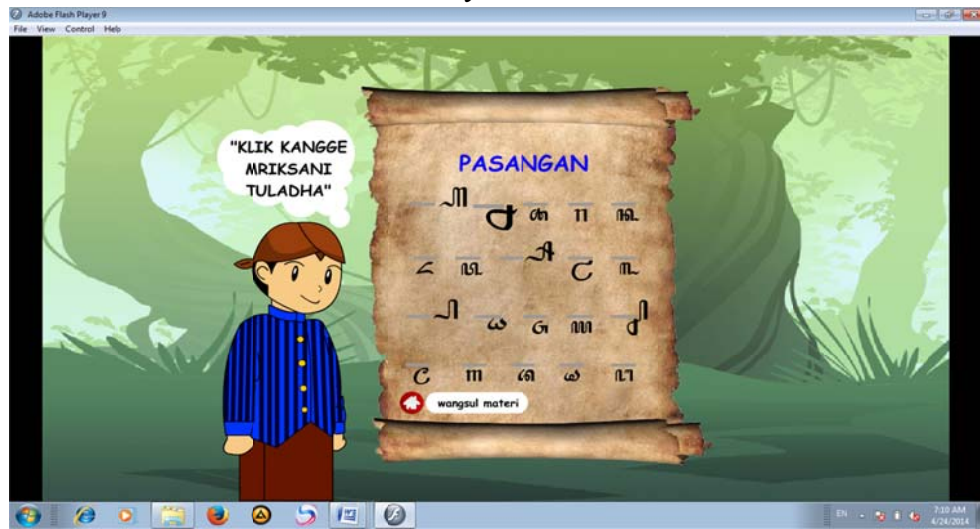 Adobe Flash Player 9
File View Control Help
"KLIK KANGGE
MRIKSANI
TULADHA"
PASANGAN
꧀ꦲ ꧀ꦤ ꧀ꦕ ꧀ꦫ ꧀ꦏ
꧀ꦢ ꧀ꦠ ꧀ꦱ ꧀ꦮ ꧀ꦭ
꧀ꦥ ꧀ꦣ ꧀ꦗ ꧀ꦪ ꧀ꦚ
꧀ꦩ ꧀ꦒ ꧀ꦧ ꧀ꦛ ꧀ꦔ
wangsul materi
EN
7:10 AM
4/24/2014